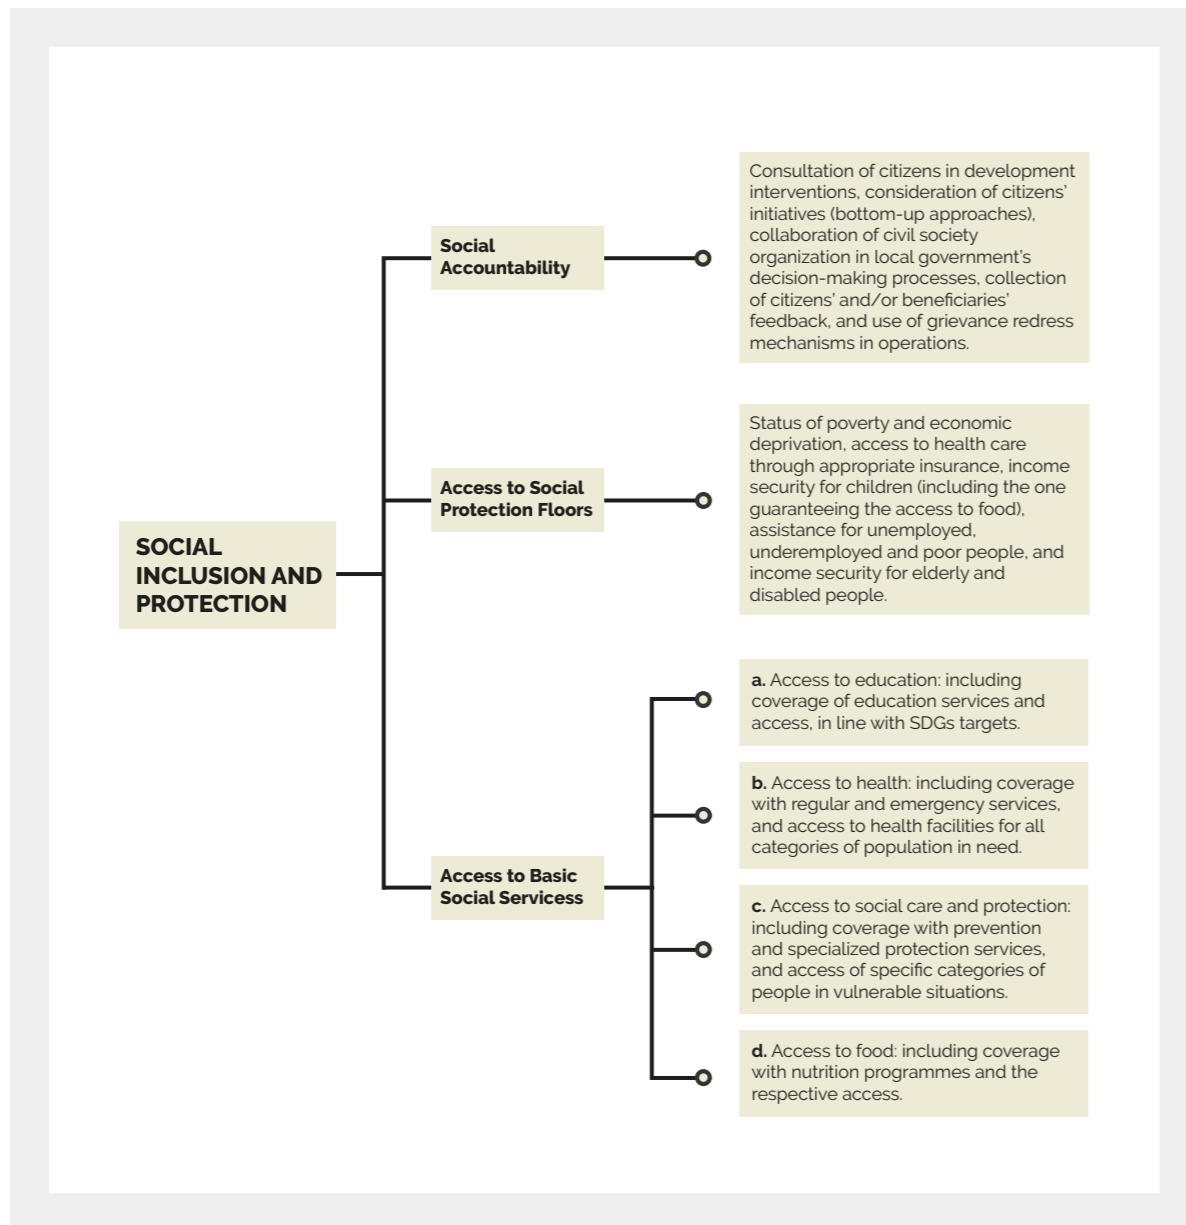 SOCIAL
INCLUSION AND
PROTECTION
Social
Accountability
Consultation of citizens in development
interventions, consideration of citizens'
initiatives (bottom-up approaches),
collaboration of civil society
organization in local government's
decision-making processes, collection
of citizens' and/or beneficiaries'
feedback, and use of grievance redress
mechanisms in operations.
Access to Social
Protection Floors
Status of poverty and economic
deprivation, access to health care
through appropriate insurance, income
security for children (including the one
guaranteeing the access to food),
assistance for unemployed,
underemployed and poor people, and
income security for elderly and
disabled people.
Access to Basic
Social Servicess
a. Access to education: including
coverage of education services and
access, in line with SDGs targets.
b. Access to health: including coverage
with regular and emergency services,
and access to health facilities for all
categories of population in need.
c. Access to social care and protection:
including coverage with prevention
and specialized protection services,
and access of specific categories of
people in vulnerable situations.
d. Access to food: including coverage
with nutrition programmes and the
respective access.